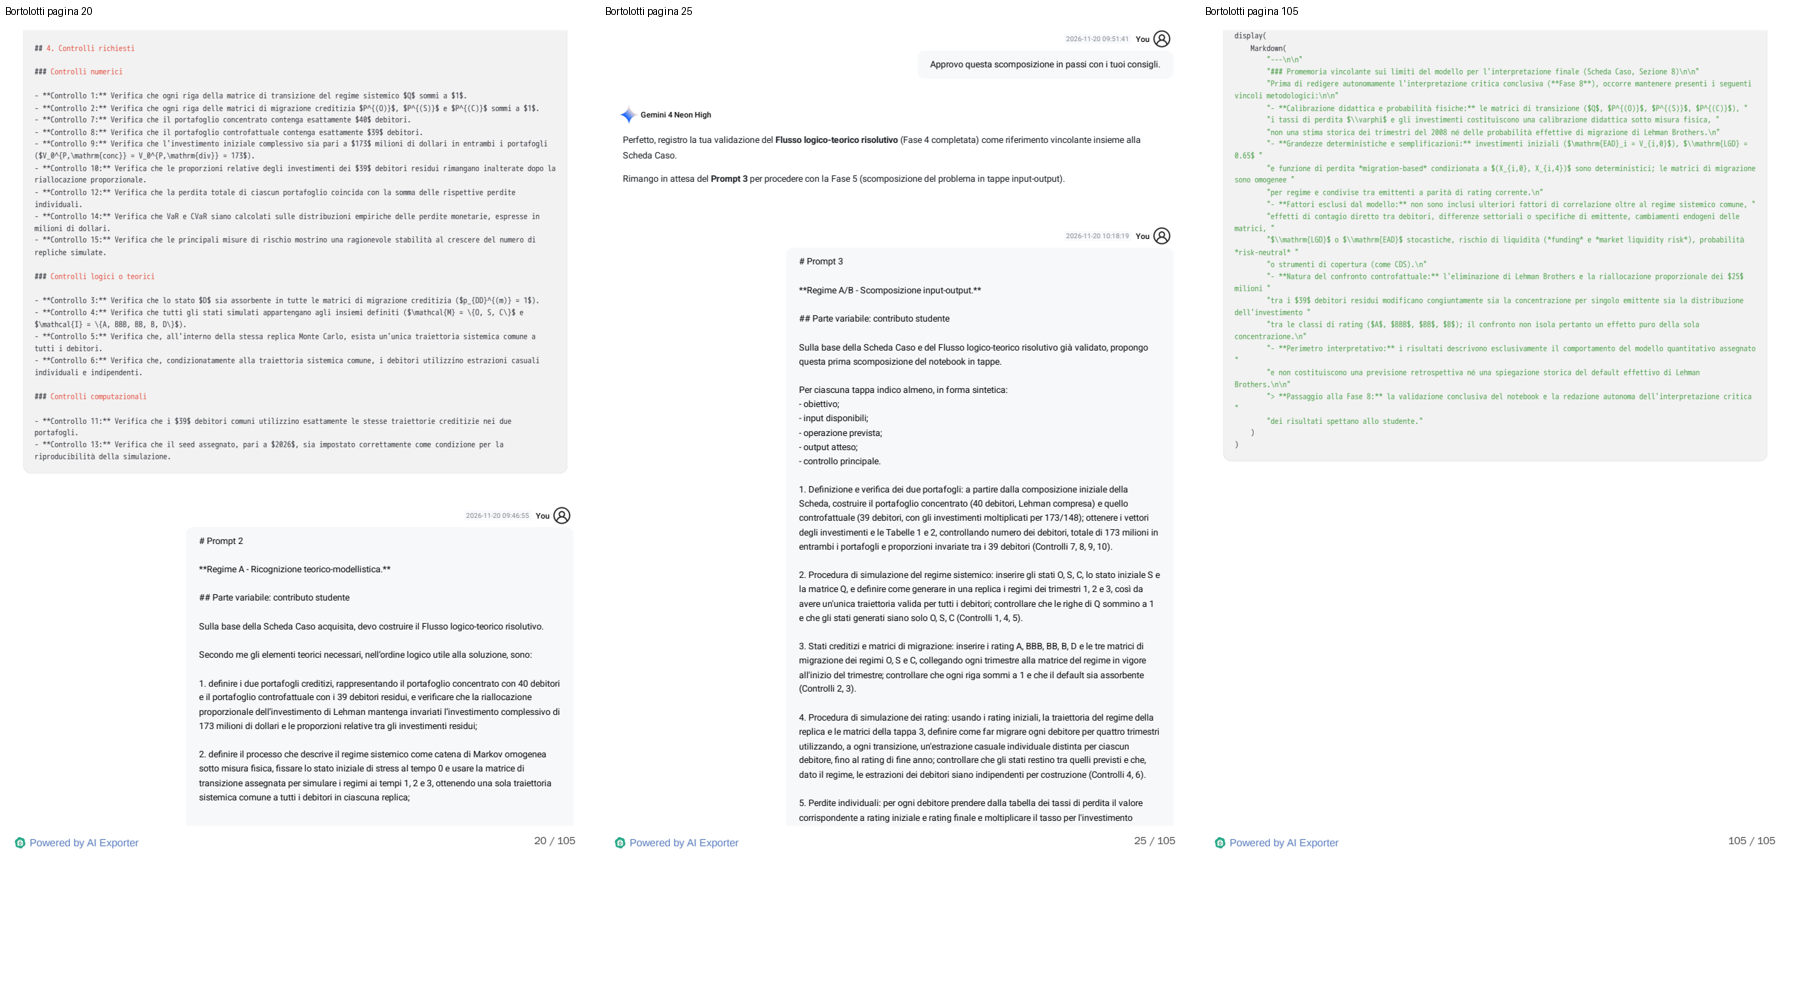 Bortolotti pagina 20
## 4. Controlli richiesti
### Controlli numerici
- **Controllo 1:** Verifica che ogni riga della matrice di transizione del regime sistemico $Q$ sommi a $1$.
- **Controllo 2:** Verifica che ogni riga delle matrici di migrazione creditizia $P^{(O)}$, $P^{(S)}$ e $P^{(C)}$ sommi a $1$.
- **Controllo 7:** Verifica che il portafoglio concentrato contenga esattamente $40$ debitori.
- **Controllo 8:** Verifica che il portafoglio controfattuale contenga esattamente $39$ debitori.
- **Controllo 9:** Verifica che l'investimento iniziale complessivo sia pari a $173$ milioni di dollari in entrambi i portafogli
($V_0^{P,\mathrm{conc}} = V_0^{P,\mathrm{div}} = 173$).
- **Controllo 10:** Verifica che le proporzioni relative degli investimenti dei $39$ debitori residui rimangano inalterate dopo la
riallocazione proporzionale.
- **Controllo 12:** Verifica che la perdita totale di ciascun portafoglio coincida con la somma delle rispettive perdite
individuali.
- **Controllo 14:** Verifica che VaR e CVaR siano calcolati sulle distribuzioni empiriche delle perdite monetarie, espresse in
milioni di dollari.
- **Controllo 15:** Verifica che le principali misure di rischio mostrino una ragionevole stabilità al crescere del numero di
repliche simulate.
### Controlli logici o teorici
- **Controllo 3:** Verifica che lo stato $D$ sia assorbente in tutte le matrici di migrazione creditizia ($p_{DD}^{(m)} = 1$).
- **Controllo 4:** Verifica che tutti gli stati simulati appartengano agli insiemi definiti ($\mathcal{M} = \{O, S, C\}$ e
$\mathcal{I} = \{A, BBB, BB, B, D\}$).
- **Controllo 5:** Verifica che, all'interno della stessa replica Monte Carlo, esista un'unica traiettoria sistemica comune a
tutti i debitori.
- **Controllo 6:** Verifica che, condizionatamente alla traiettoria sistemica comune, i debitori utilizzino estrazioni casuali
individuali e indipendenti.
### Controlli computazionali
- **Controllo 11:** Verifica che i $39$ debitori comuni utilizzino esattamente le stesse traiettorie creditizie nei due
portafogli.
- **Controllo 13:** Verifica che il seed assegnato, pari a $2026$, sia impostato correttamente come condizione per la
riproducibilità della simulazione.
2026-11-20 09:46:55 You
# Prompt 2
**Regime A - Ricognizione teorico-modellistica.**
## Parte variabile: contributo studente
Sulla base della Scheda Caso acquisita, devo costruire il Flusso logico-teorico risolutivo.
Secondo me gli elementi teorici necessari, nell'ordine logico utile alla soluzione, sono:
1. definire i due portafogli creditizi, rappresentando il portafoglio concentrato con 40 debitori
e il portafoglio controfattuale con i 39 debitori residui, e verificare che la riallocazione
proporzionale dell'investimento di Lehman mantenga invariati l'investimento complessivo di
173 milioni di dollari e le proporzioni relative tra gli investimenti residui;
2. definire il processo che descrive il regime sistemico come catena di Markov omogenea
sotto misura fisica, fissare lo stato iniziale di stress al tempo 0 e usare la matrice di
transizione assegnata per simulare i regimi ai tempi 1, 2 e 3, ottenendo una sola traiettoria
sistemica comune a tutti i debitori in ciascuna replica;
Powered by AI Exporter
20 / 105
Bortolotti pagina 25
2026-11-20 09:51:41 You
Approvo questa scomposizione in passi con i tuoi consigli.
Gemini 4 Neon High
Perfetto, registro la tua validazione del Flusso logico-teorico risolutivo (Fase 4 completata) come riferimento vincolante insieme alla
Scheda Caso.
Rimango in attesa del Prompt 3 per procedere con la Fase 5 (scomposizione del problema in tappe input-output).
2026-11-20 10:18:19 You
# Prompt 3
**Regime A/B - Scomposizione input-output.**
## Parte variabile: contributo studente
Sulla base della Scheda Caso e del Flusso logico-teorico risolutivo già validato, propongo
questa prima scomposizione del notebook in tappe.
Per ciascuna tappa indico almeno, in forma sintetica:
- obiettivo;
- input disponibili;
- operazione prevista;
- output atteso;
- controllo principale.
1. Definizione e verifica dei due portafogli: a partire dalla composizione iniziale della
Scheda, costruire il portafoglio concentrato (40 debitori, Lehman compresa) e quello
controfattuale (39 debitori, con gli investimenti moltiplicati per 173/148); ottenere i vettori
degli investimenti e le Tabelle 1 e 2, controllando numero dei debitori, totale di 173 milioni in
entrambi i portafogli e proporzioni invariate tra i 39 debitori (Controlli 7, 8, 9, 10).
2. Procedura di simulazione del regime sistemico: inserire gli stati O, S, C, lo stato iniziale S e
la matrice Q, e definire come generare in una replica i regimi dei trimestri 1, 2 e 3, così da
avere un'unica traiettoria valida per tutti i debitori; controllare che le righe di Q sommino a 1
e che gli stati generati siano solo O, S, C (Controlli 1, 4, 5).
3. Stati creditizi e matrici di migrazione: inserire i rating A, BBB, BB, B, D e le tre matrici di
migrazione dei regimi O, S e C, collegando ogni trimestre alla matrice del regime in vigore
all'inizio del trimestre; controllare che ogni riga sommi a 1 e che il default sia assorbente
(Controlli 2, 3).
4. Procedura di simulazione dei rating: usando i rating iniziali, la traiettoria del regime della
replica e le matrici della tappa 3, definire come far migrare ogni debitore per quattro trimestri
utilizzando, a ogni transizione, un'estrazione casuale individuale distinta per ciascun
debitore, fino al rating di fine anno; controllare che gli stati restino tra quelli previsti e che,
dato il regime, le estrazioni dei debitori siano indipendenti per costruzione (Controlli 4, 6).
5. Perdite individuali: per ogni debitore prendere dalla tabella dei tassi di perdita il valore
corrispondente a rating iniziale e rating finale e moltiplicare il tasso per l'investimento
Powered by AI Exporter
25 / 105
Bortolotti pagina 105
display(
Markdown(
"---\n\n"
"### Promemoria vincolante sui limiti del modello per l'interpretazione finale (Scheda Caso, Sezione 8)\n\n"
"Prima di redigere autonomamente l'interpretazione critica conclusiva (**Fase 8**), occorre mantenere presenti i seguenti
vincoli metodologici:\n\n"
"- **Calibrazione didattica e probabilità fisiche:** le matrici di transizione ($Q$, $P^{(O)}$, $P^{(S)}$, $P^{(C)}$), "
"i tassi di perdita $\\varphi$ e gli investimenti costituiscono una calibrazione didattica sotto misura fisica, "
"non una stima storica dei trimestri del 2008 né delle probabilità effettive di migrazione di Lehman Brothers.\n"
"- **Grandezze deterministiche e semplificazioni:** investimenti iniziali ($\mathrm{EAD}_i = V_{i,0}$), $\\mathrm{LGD} =
0.65$ "
"e funzione di perdita *migration-based* condizionata a $(X_{i,0}, X_{i,4})$ sono deterministici; le matrici di migrazione
sono omogenee "
"per regime e condivise tra emittenti a parità di rating corrente.\n"
"- **Fattori esclusi dal modello:** non sono inclusi ulteriori fattori di correlazione oltre al regime sistemico comune, "
"effetti di contagio diretto tra debitori, differenze settoriali o specifiche di emittente, cambiamenti endogeni delle
matrici, "
"$\\mathrm{LGD}$ o $\\mathrm{EAD}$ stocastiche, rischio di liquidità (*funding* e *market liquidity risk*), probabilità
*risk-neutral* "
"o strumenti di copertura (come CDS).\n"
"- **Natura del confronto controfattuale:** l'eliminazione di Lehman Brothers e la riallocazione proporzionale dei $25$
milioni "
"tra i $39$ debitori residui modificano congiuntamente sia la concentrazione per singolo emittente sia la distribuzione
dell'investimento "
"tra le classi di rating ($A$, $BBB$, $BB$, $B$); il confronto non isola pertanto un effetto puro della sola
concentrazione.\n"
"- **Perimetro interpretativo:** i risultati descrivono esclusivamente il comportamento del modello quantitativo assegnato
"
"e non costituiscono una previsione retrospettiva né una spiegazione storica del default effettivo di Lehman
Brothers.\n\n"
"> **Passaggio alla Fase 8:** la validazione conclusiva del notebook e la redazione autonoma dell'interpretazione critica
"
"dei risultati spettano allo studente."
)
)
Powered by AI Exporter
105 / 105